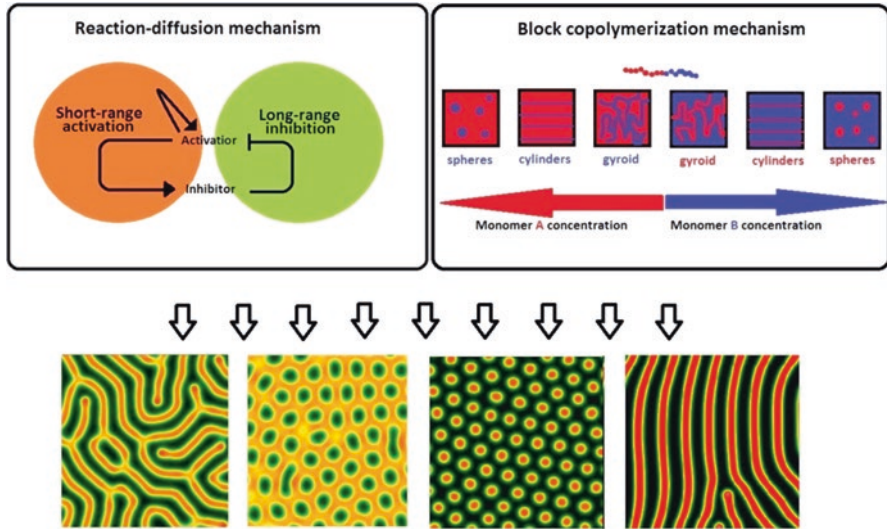 Reaction-diffusion mechanism
Short-range
activation
Long-range
inhibition
Activatior
Inhibitor
Block copolymerization mechanism
spheres
cylinders
gyroid
gyroid
cylinders
spheres
Monomer A concentration
Monomer B concentration